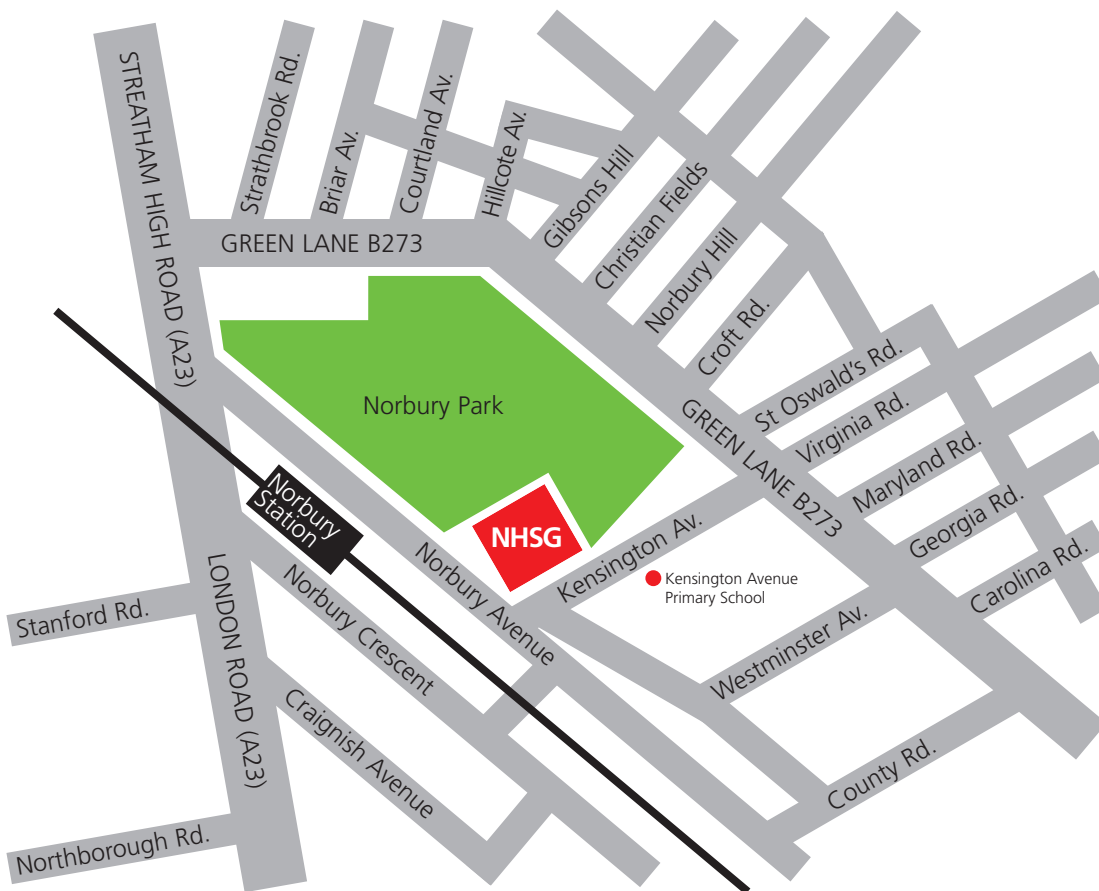 STREATHAM HIGH ROAD (A23)
Strathbrook Rd.
Briar Av.
Courtland Av.
Hillcote Av.
Gibsons Hill
Christian Fields
Norbury Hill
Croft Rd.
GREEN LANE B273
St Oswald's Rd.
Virginia Rd.
Maryland Rd.
Georgia Rd.
Carolina Rd.
GREEN LANE B273
Norbury Park
NHSG
Norbury
Station
Kensington Av.
Kensington Avenue
Primary School
Norbury Avenue
Westminster Av.
County Rd.
Norbury Crescent
Craignish Avenue
Stanford Rd.
LONDON ROAD (A23)
Northborough Rd.